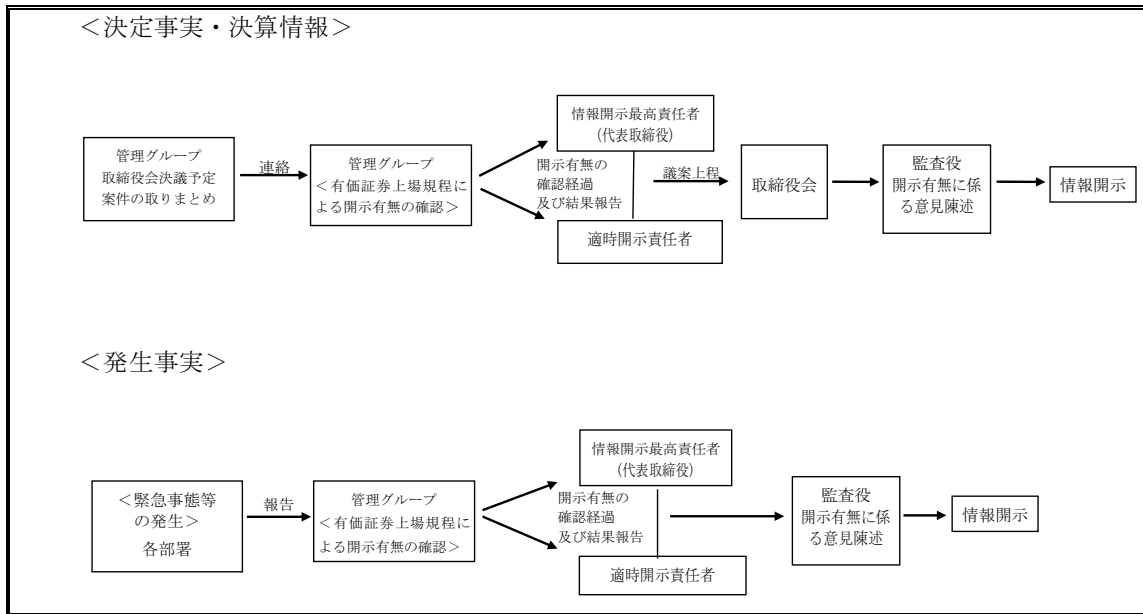 ＜決定事実・決算情報＞
管理グループ
取締役会決議予定
案件の取りまとめ
連絡
管理グループ
＜有価証券上場規程に
よる開示有無の確認＞
情報開示最高責任者
(代表取締役)
開示有無の
確認経過
及び結果報告
適時開示責任者
議案上程
取締役会
監査役
開示有無に係
る意見陳述
情報開示
＜発生事実＞
＜緊急事態等
の発生＞
各部署
報告
管理グループ
＜有価証券上場規程に
よる開示有無の確認＞
情報開示最高責任者
(代表取締役)
開示有無の
確認経過
及び結果報告
適時開示責任者
監査役
開示有無に係
る意見陳述
情報開示